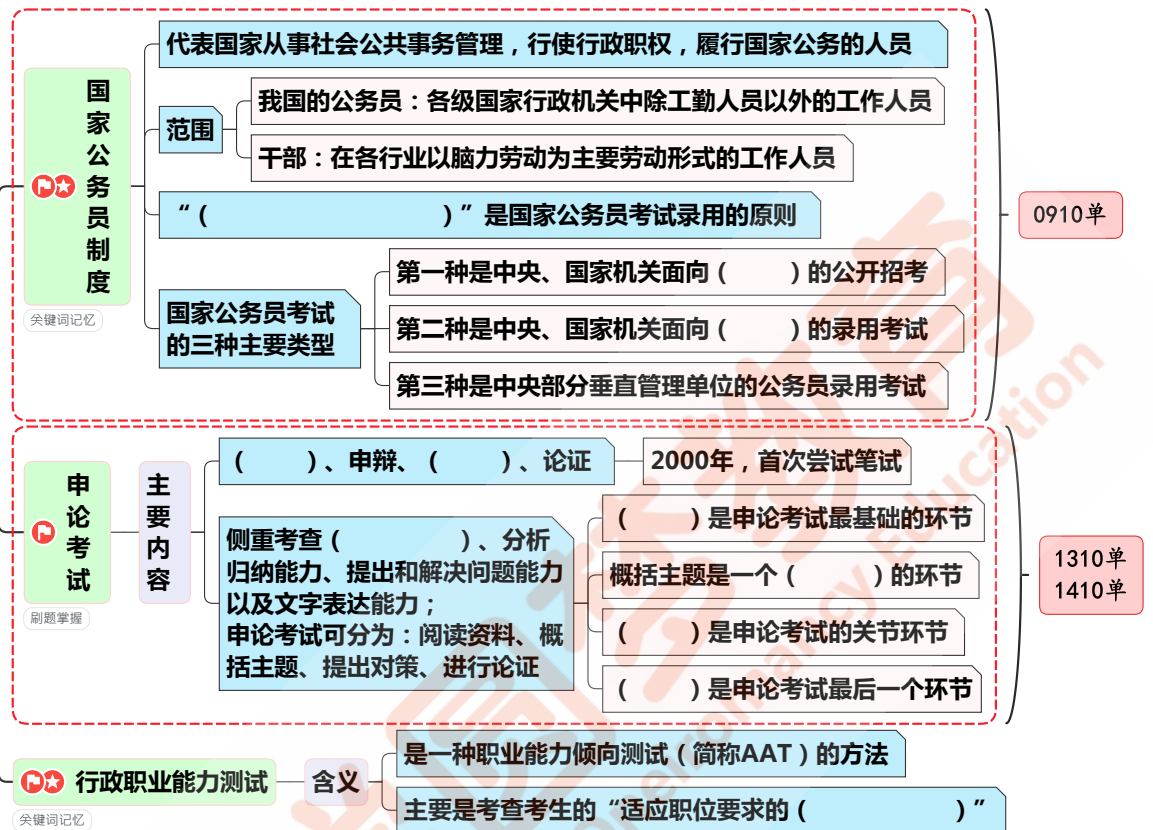 代表国家从事社会公共事务管理，行使行政职权，履行国家公务的人员
国家公务员制度
关键词记忆
范围
我国的公务员：各级国家行政机关中除工勤人员以外的工作人员
干部：在各行业以脑力劳动为主要劳动形式的工作人员
“（　　　　　　　　　）”是国家公务员考试录用的原则
0910单
国家公务员考试
的三种主要类型
第一种是中央、国家机关面向（　　）的公开招考
第二种是中央、国家机关面向（　　）的录用考试
第三种是中央部分垂直管理单位的公务员录用考试
申论考试
刷题掌握
主要内容
（　　）、申辩、（　　）、论证
2000年，首次尝试笔试
侧重考查（　　　　　）、分析
归纳能力、提出和解决问题能力
以及文字表达能力；
申论考试可分为：阅读资料、概
括主题、提出对策、进行论证
（　　）是申论考试最基础的环节
概括主题是一个（　　　）的环节
（　　）是申论考试的关节环节
（　　）是申论考试最后一个环节
1310单
1410单
行政职业能力测试
关键词记忆
含义
是一种职业能力倾向测试（简称AAT）的方法
主要是考查考生的“适应职位要求的（　　　　　　）”
圆梦教育
Education